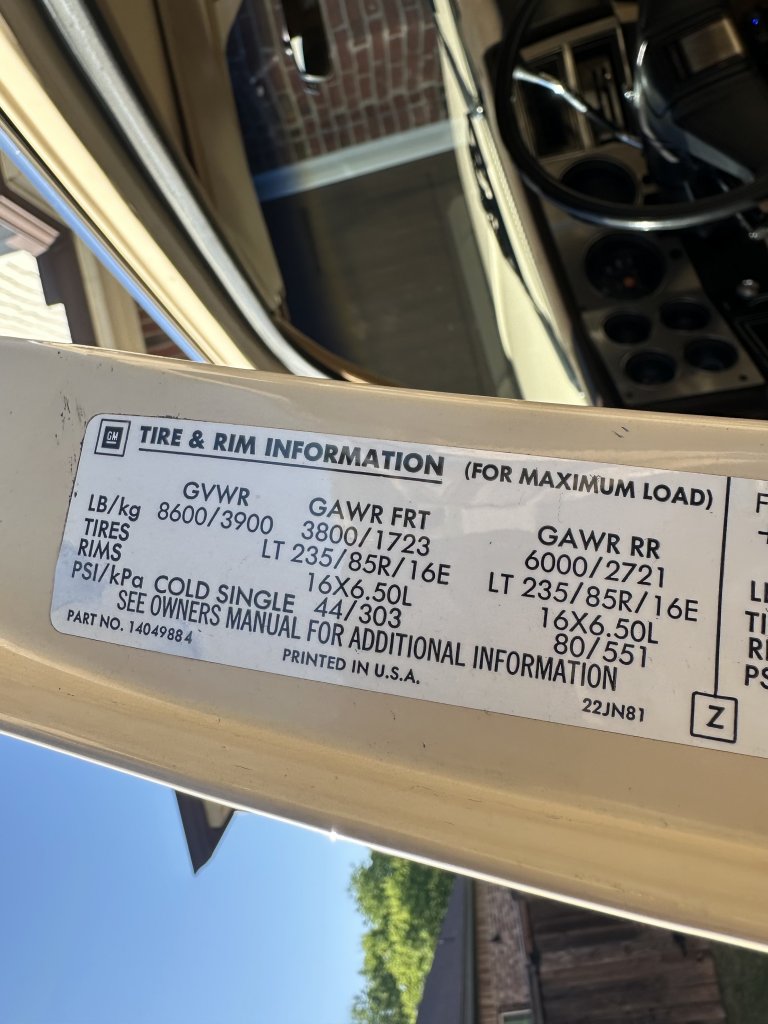 GM TIRE & RIM INFORMATION (FOR MAXIMUM LOAD)
GVWR GAWR FRT GAWR RR
LB/kg 8600/3900 3800/1723 6000/2721
TIRES LT 235/85R/16E LT 235/85R/16E
RIMS 16X6.50L 16X6.50L
PSI/kPa COLD SINGLE 44/303 80/551
SEE OWNERS MANUAL FOR ADDITIONAL INFORMATION
PART NO. 14049884 PRINTED IN U.S.A. 22JN81
Z